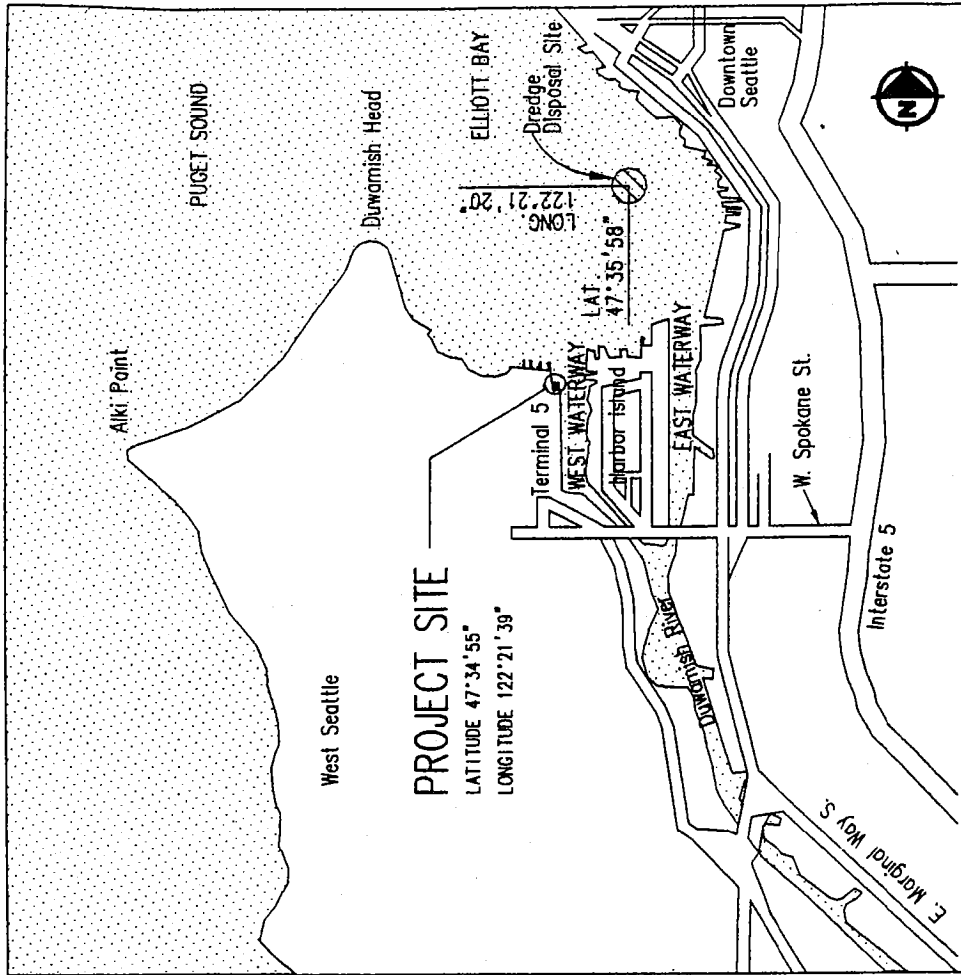 PUGET SOUND
Alki Point
Duwamish Head
ELLIOTT BAY
Dredge
Disposal Site
LONG.
122°21'20"
LAT.
47°35'58"
West Seattle
PROJECT SITE
LATITUDE 47°34'55"
LONGITUDE 122°21'39"
Terminal 5
WEST WATERWAY
Harbor Island
EAST WATERWAY
Duwamish River
W. Spokane St.
Interstate 5
E. Marginal Way S.
Downtown
Seattle
N